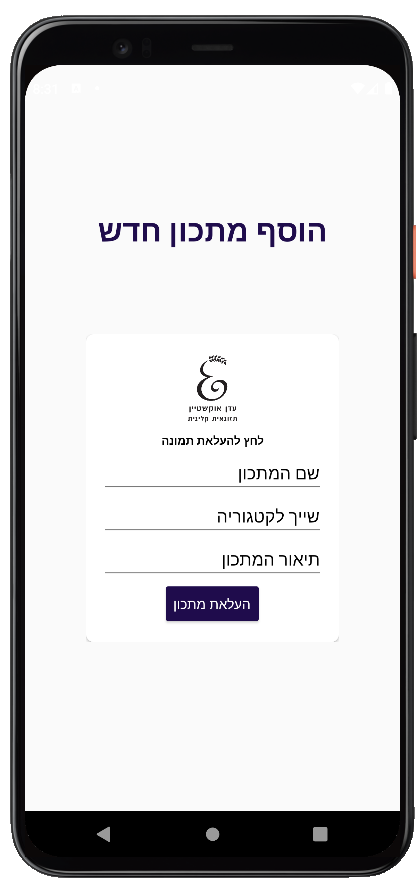 הוסף מתכון חדש
עדן אוקשטיין
תזונאית קלינית
לחץ להעלאת תמונה
שם המתכון
שייך לקטגוריה
תיאור המתכון
העלאת מתכון